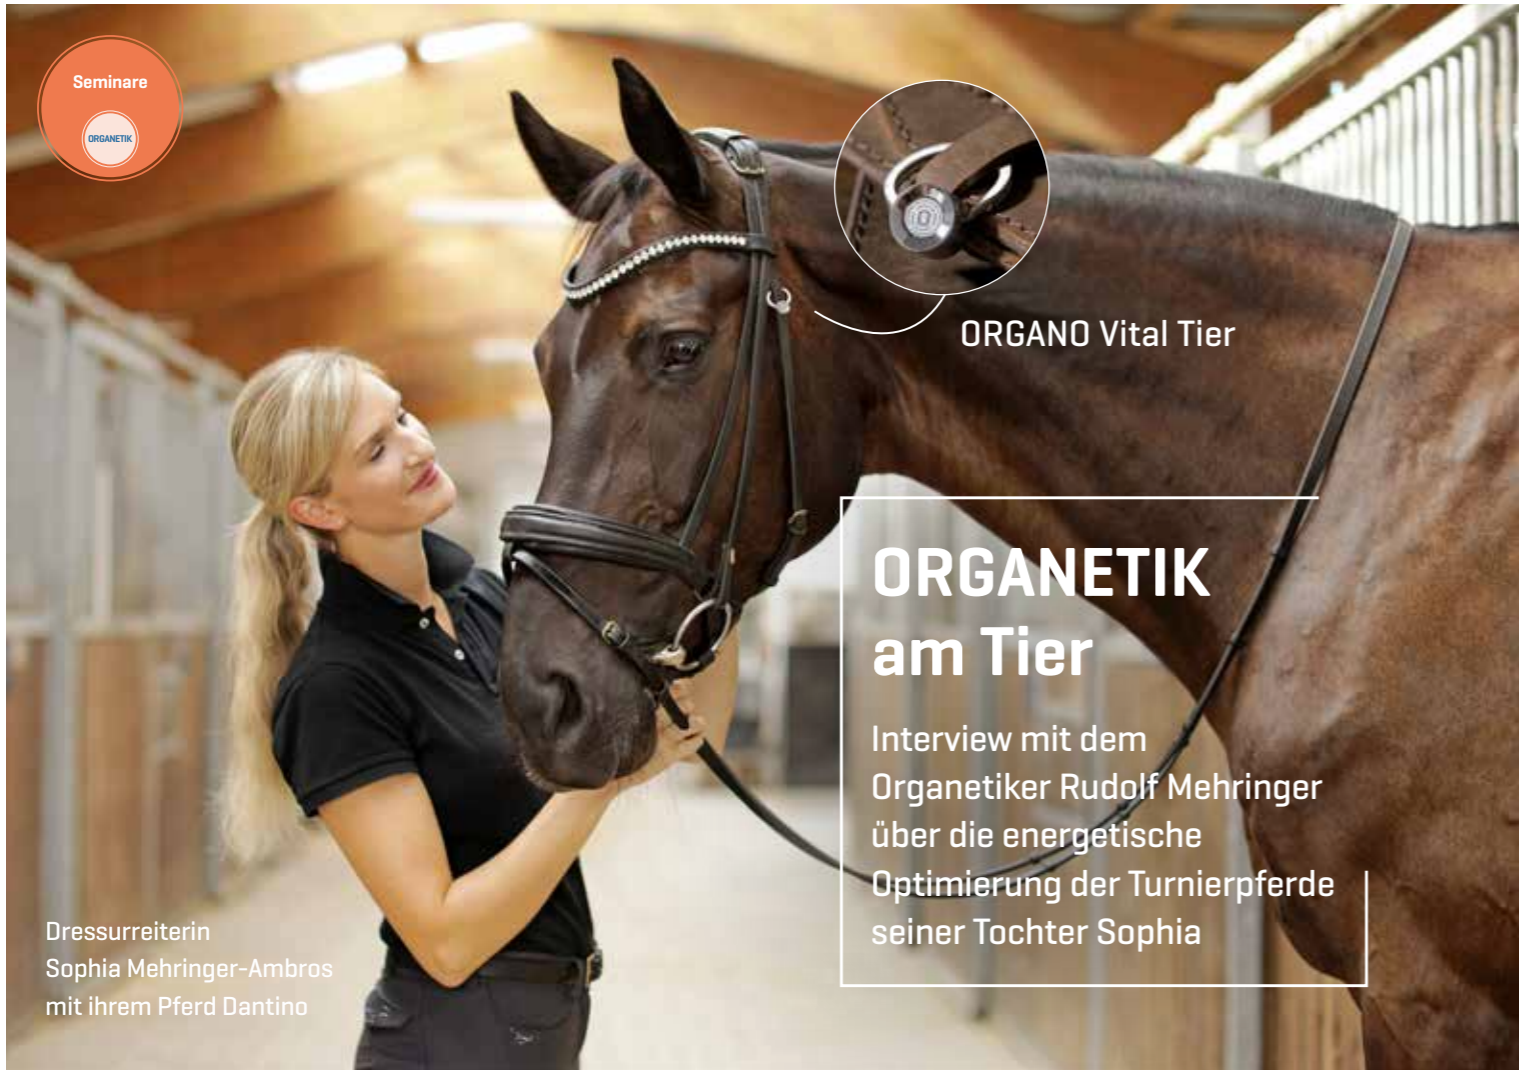 Seminare
ORGANETIK
ORGANO Vital Tier
ORGANETIK
am Tier
Interview mit dem
Organetiker Rudolf Mehringer
über die energetische
Optimierung der Turnierpferde
seiner Tochter Sophia
Dressurreiterin
Sophia Mehringer-Ambros
mit ihrem Pferd Dantino